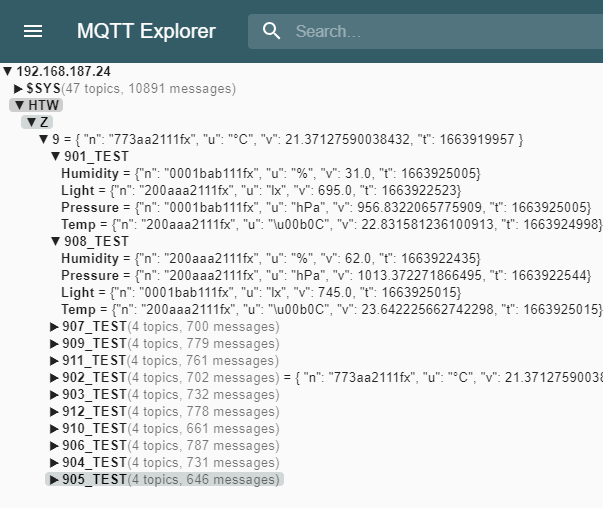 MQTT Explorer
Search...
192.168.187.24
$SYS(47 topics, 10891 messages)
HTW
Z
9 = { "n": "773aa2111fx", "u": "°C", "v": 21.37127590038432, "t": 1663919957 }
901_TEST
Humidity = {"n": "0001bab111fx", "u": "%", "v": 31.0, "t": 1663925005}
Light = {"n": "200aaa2111fx", "u": "lx", "v": 695.0, "t": 1663922523}
Pressure = {"n": "0001bab111fx", "u": "hPa", "v": 956.8322065775909, "t": 1663925005}
Temp = {"n": "200aaa2111fx", "u": "\u00b0C", "v": 22.831581236100913, "t": 1663924998}
908_TEST
Humidity = {"n": "200aaa2111fx", "u": "%", "v": 62.0, "t": 1663922435}
Pressure = {"n": "200aaa2111fx", "u": "hPa", "v": 1013.372271866495, "t": 1663922544}
Light = {"n": "0001bab111fx", "u": "lx", "v": 745.0, "t": 1663925015}
Temp = {"n": "200aaa2111fx", "u": "\u00b0C", "v": 23.642225662742298, "t": 1663925015}
907_TEST(4 topics, 700 messages)
909_TEST(4 topics, 779 messages)
911_TEST(4 topics, 761 messages)
902_TEST(4 topics, 702 messages) = { "n": "773aa2111fx", "u": "°C", "v": 21.3712759003
903_TEST(4 topics, 732 messages)
912_TEST(4 topics, 778 messages)
910_TEST(4 topics, 661 messages)
906_TEST(4 topics, 787 messages)
904_TEST(4 topics, 731 messages)
905_TEST(4 topics, 646 messages)